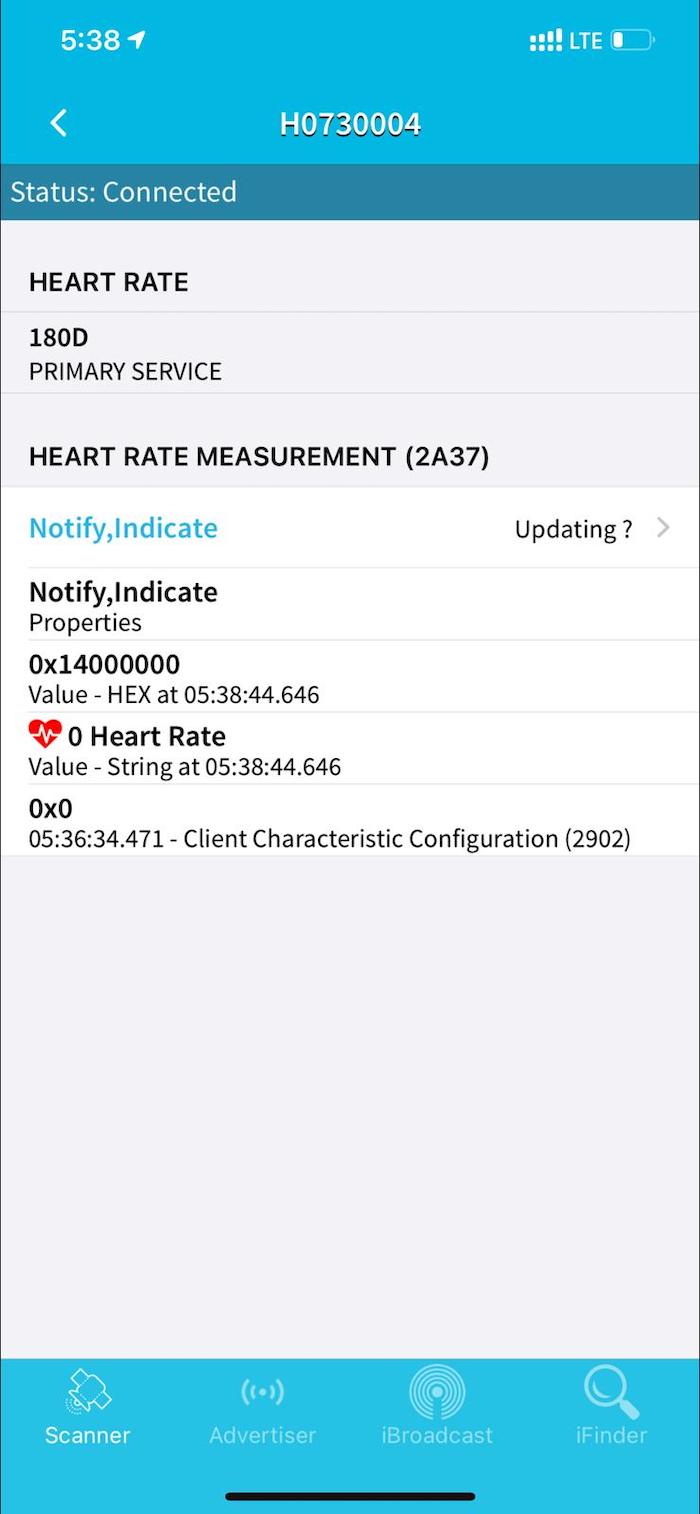 5:38
LTE
H0730004
Status: Connected
HEART RATE
180D
PRIMARY SERVICE
HEART RATE MEASUREMENT (2A37)
Notify,Indicate
Updating ?
Notify,Indicate
Properties
0x14000000
Value - HEX at 05:38:44.646
0 Heart Rate
Value - String at 05:38:44.646
0x0
05:36:34.471 - Client Characteristic Configuration (2902)
Scanner
Advertiser
iBroadcast
iFinder